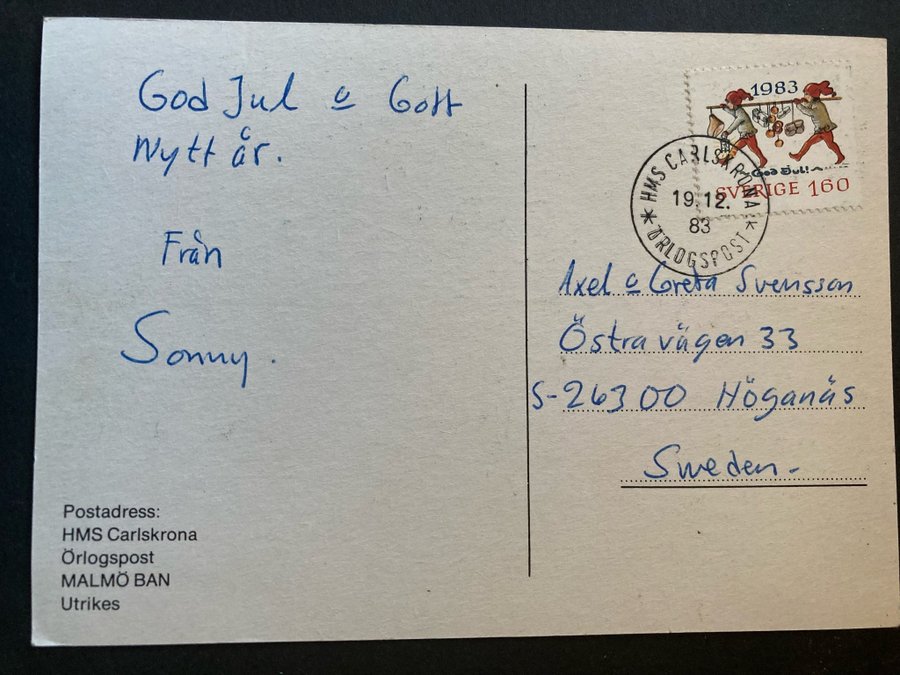 God Jul o Gott
Nytt år.
Från
Sonny.
Postadress:
HMS Carlskrona
Örlogspost
MALMÖ BAN
Utrikes
1983
God Jul!
SVERIGE 160
* HMS CARLSKRONA *
19.12.
83
ÖRLOGSPOST
Axel o Greta Svensson
Östra vägen 33
S-263 00 Höganäs
Sweden-